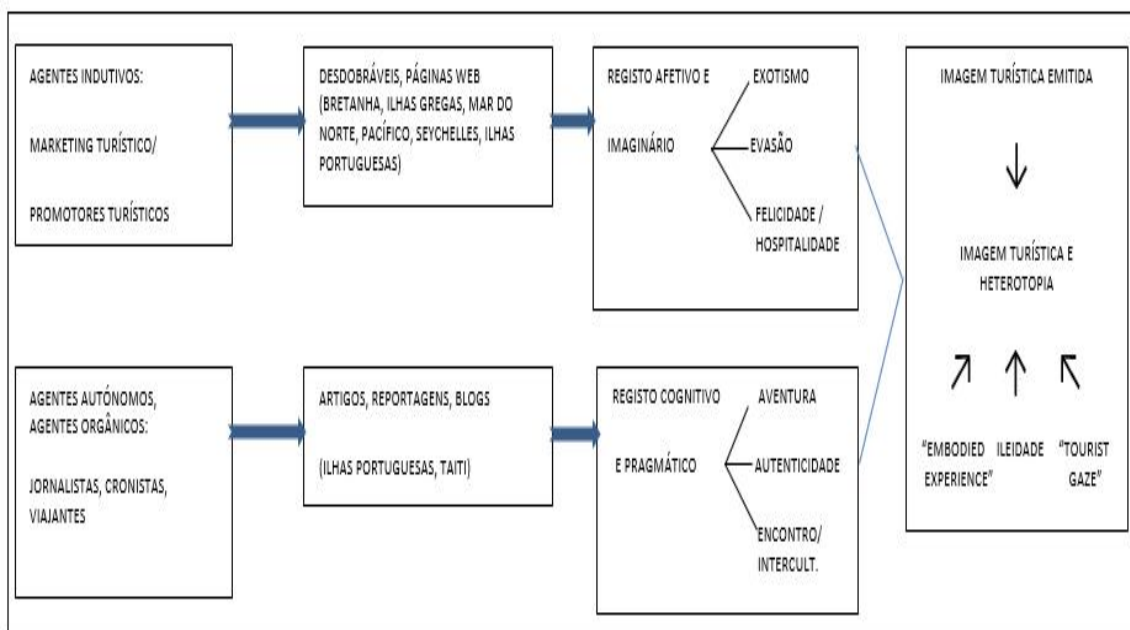 AGENTES INDUTIVOS:
MARKETING TURÍSTICO/
PROMOTORES TURÍSTICOS
DESDOBRÁVEIS, PÁGINAS WEB
(BRETANHA, ILHAS GREGAS, MAR DO
NORTE, PACÍFICO, SEYCHELLES, ILHAS
PORTUGUESAS)
REGISTO AFETIVO E
IMAGINÁRIO
EXOTISMO
EVASÃO
FELICIDADE /
HOSPITALIDADE
AGENTES AUTÓNOMOS,
AGENTES ORGÂNICOS:
JORNALISTAS, CRONISTAS,
VIAJANTES
ARTIGOS, REPORTAGENS, BLOGS
(ILHAS PORTUGUESAS, TAITI)
REGISTO COGNITIVO
E PRAGMÁTICO
AVENTURA
AUTENTICIDADE
ENCONTRO/
INTERCULT.
IMAGEM TURÍSTICA EMITIDA
IMAGEM TURÍSTICA E
HETEROTOPIA
“EMBODIED ILEIDADE “TOURIST
EXPERIENCE” GAZE”